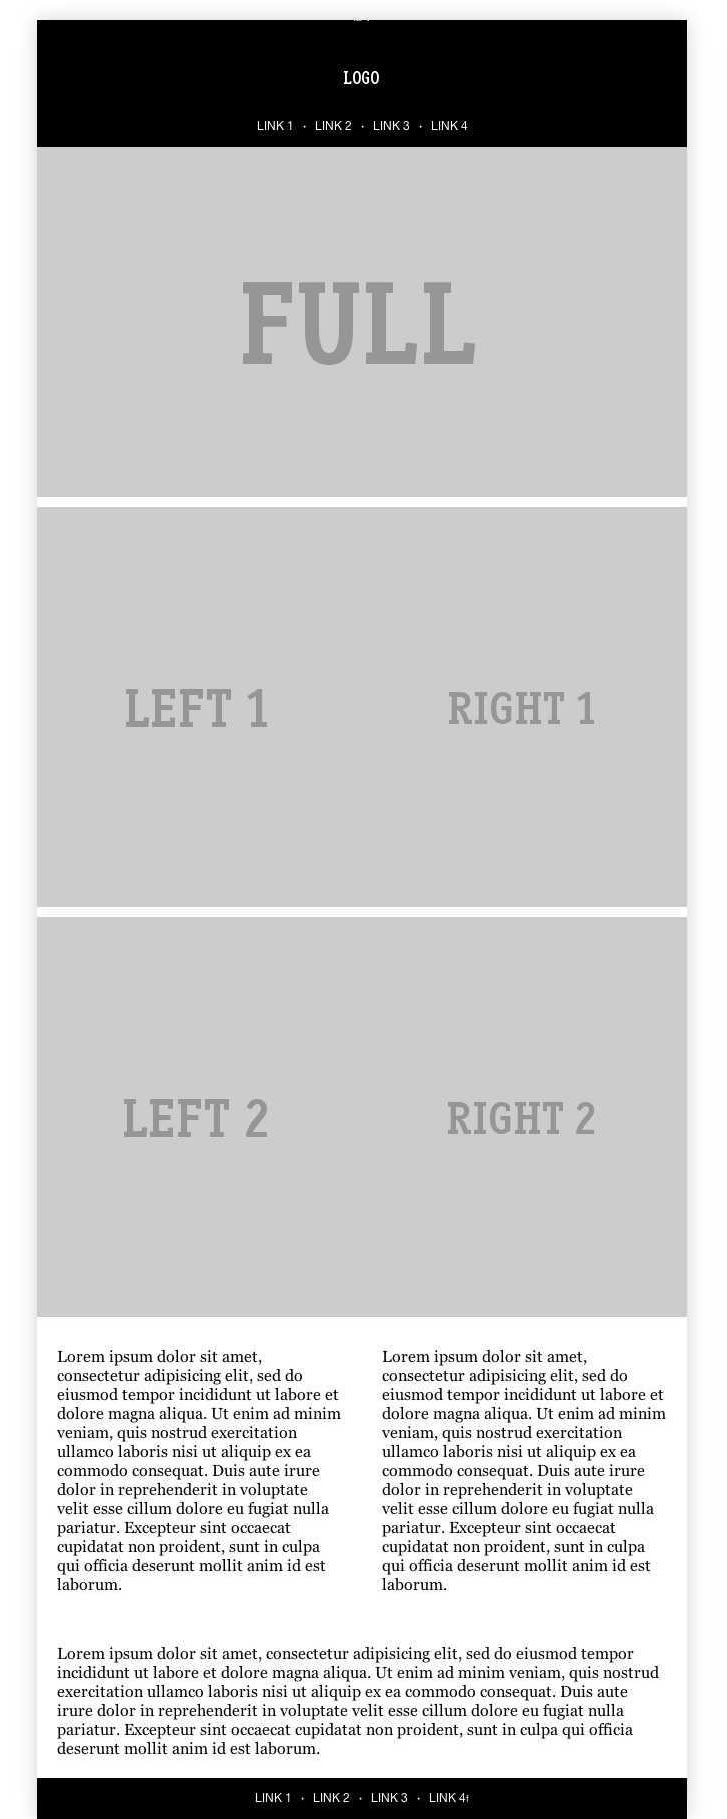 LOGO
LINK 1 · LINK 2 · LINK 3 · LINK 4
FULL
LEFT 1 RIGHT 1
LEFT 2 RIGHT 2
Lorem ipsum dolor sit amet,
consectetur adipisicing elit, sed do
eiusmod tempor incididunt ut labore et
dolore magna aliqua. Ut enim ad minim
veniam, quis nostrud exercitation
ullamco laboris nisi ut aliquip ex ea
commodo consequat. Duis aute irure
dolor in reprehenderit in voluptate
velit esse cillum dolore eu fugiat nulla
pariatur. Excepteur sint occaecat
cupidatat non proident, sunt in culpa
qui officia deserunt mollit anim id est
laborum.
Lorem ipsum dolor sit amet,
consectetur adipisicing elit, sed do
eiusmod tempor incididunt ut labore et
dolore magna aliqua. Ut enim ad minim
veniam, quis nostrud exercitation
ullamco laboris nisi ut aliquip ex ea
commodo consequat. Duis aute irure
dolor in reprehenderit in voluptate
velit esse cillum dolore eu fugiat nulla
pariatur. Excepteur sint occaecat
cupidatat non proident, sunt in culpa
qui officia deserunt mollit anim id est
laborum.
Lorem ipsum dolor sit amet, consectetur adipisicing elit, sed do eiusmod tempor
incididunt ut labore et dolore magna aliqua. Ut enim ad minim veniam, quis nostrud
exercitation ullamco laboris nisi ut aliquip ex ea commodo consequat. Duis aute
irure dolor in reprehenderit in voluptate velit esse cillum dolore eu fugiat nulla
pariatur. Excepteur sint occaecat cupidatat non proident, sunt in culpa qui officia
deserunt mollit anim id est laborum.
LINK 1 · LINK 2 · LINK 3 · LINK 4f